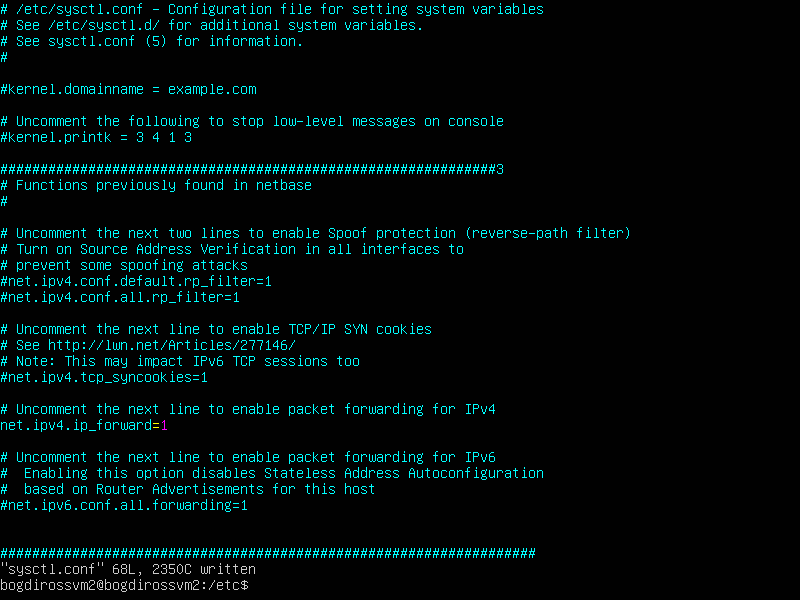 # /etc/sysctl.conf - Configuration file for setting system variables
# See /etc/sysctl.d/ for additional system variables.
# See sysctl.conf (5) for information.
#
#kernel.domainname = example.com
# Uncomment the following to stop low-level messages on console
#kernel.printk = 3 4 1 3
##############################################################3
# Functions previously found in netbase
#
# Uncomment the next two lines to enable Spoof protection (reverse-path filter)
# Turn on Source Address Verification in all interfaces to
# prevent some spoofing attacks
#net.ipv4.conf.default.rp_filter=1
#net.ipv4.conf.all.rp_filter=1
# Uncomment the next line to enable TCP/IP SYN cookies
# See http://lwn.net/Articles/277146/
# Note: This may impact IPv6 TCP sessions too
#net.ipv4.tcp_syncookies=1
# Uncomment the next line to enable packet forwarding for IPv4
net.ipv4.ip_forward=1
# Uncomment the next line to enable packet forwarding for IPv6
#  Enabling this option disables Stateless Address Autoconfiguration
#  based on Router Advertisements for this host
#net.ipv6.conf.all.forwarding=1
###################################################################
"sysctl.conf" 68L, 2350C written
bogdirossvm2@bogdirossvm2:/etc$